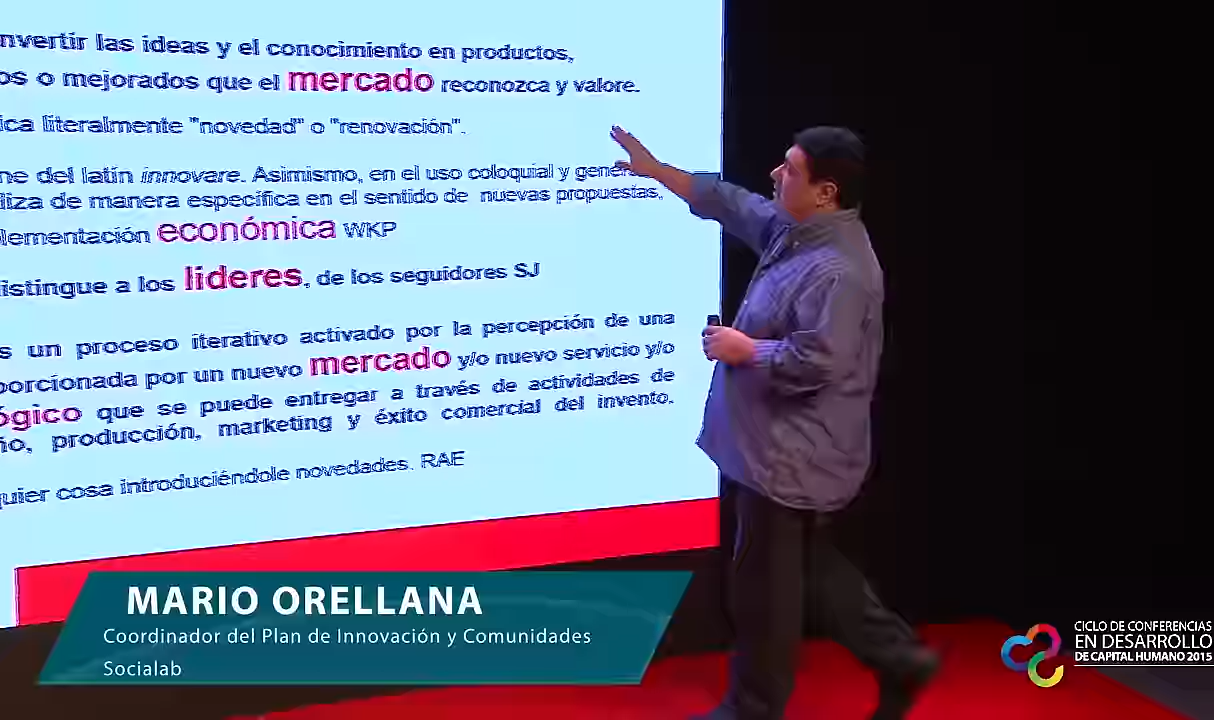 nvertir las ideas y el conocimiento en productos,
os o mejorados que el mercado reconozca y valore.
ica literalmente "novedad" o "renovación".
ne del latín innovare. Asimismo, en el uso coloquial y
liza de manera específica en el sentido de nuevas propuestas,
lementación económica WKP
istingue a los lideres, de los seguidores SJ
s un proceso iterativo activado por la percepción de una
porcionada por un nuevo mercado y/o nuevo servicio y/o
ógico que se puede entregar a través de actividades de
ño, producción, marketing y éxito comercial del invento.
quier cosa introduciéndole novedades. RAE
MARIO ORELLANA
Coordinador del Plan de Innovación y Comunidades
Socialab
CICLO DE CONFERENCIAS
EN DESARROLLO
DE CAPITAL HUMANO 2015